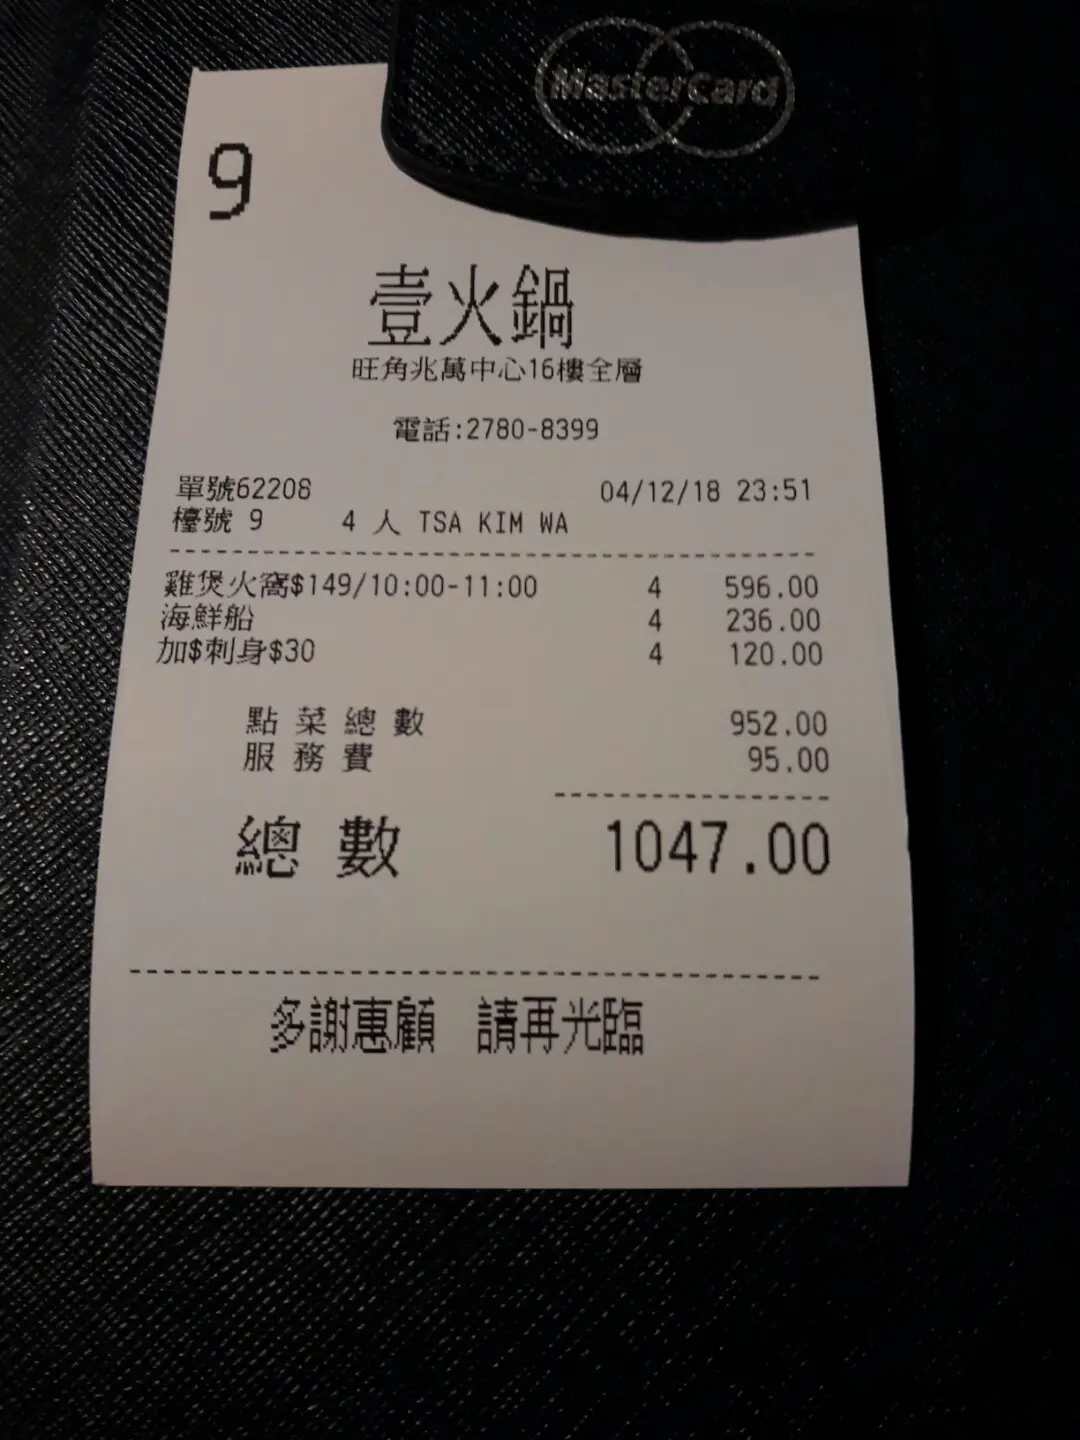 MasterCard
9
壹火鍋
旺角兆萬中心16樓全層
電話:2780-8399
單號62208 04/12/18 23:51
檯號 9 4 人 TSA KIM WA
雞煲火窩$149/10:00-11:00 4 596.00
海鮮船 4 236.00
加$刺身$30 4 120.00
點菜總數 952.00
服務費 95.00
總數 1047.00
多謝惠顧 請再光臨